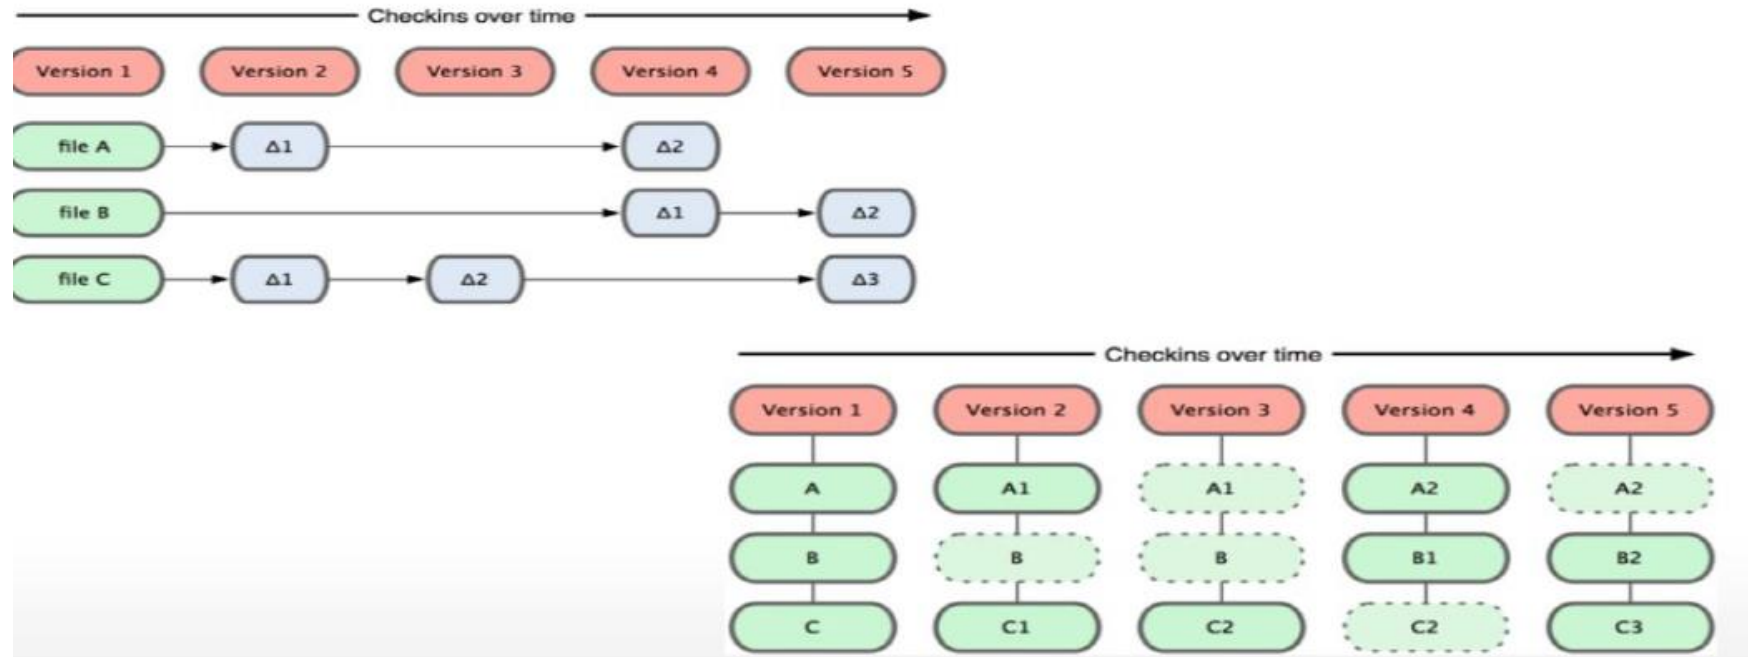 Checkins over time
Version 1 Version 2 Version 3 Version 4 Version 5
file A Δ1 Δ2
file B Δ1 Δ2
file C Δ1 Δ2 Δ3
Checkins over time
Version 1 Version 2 Version 3 Version 4 Version 5
A A1 A1 A2 A2
B B B B1 B2
C C1 C2 C2 C3